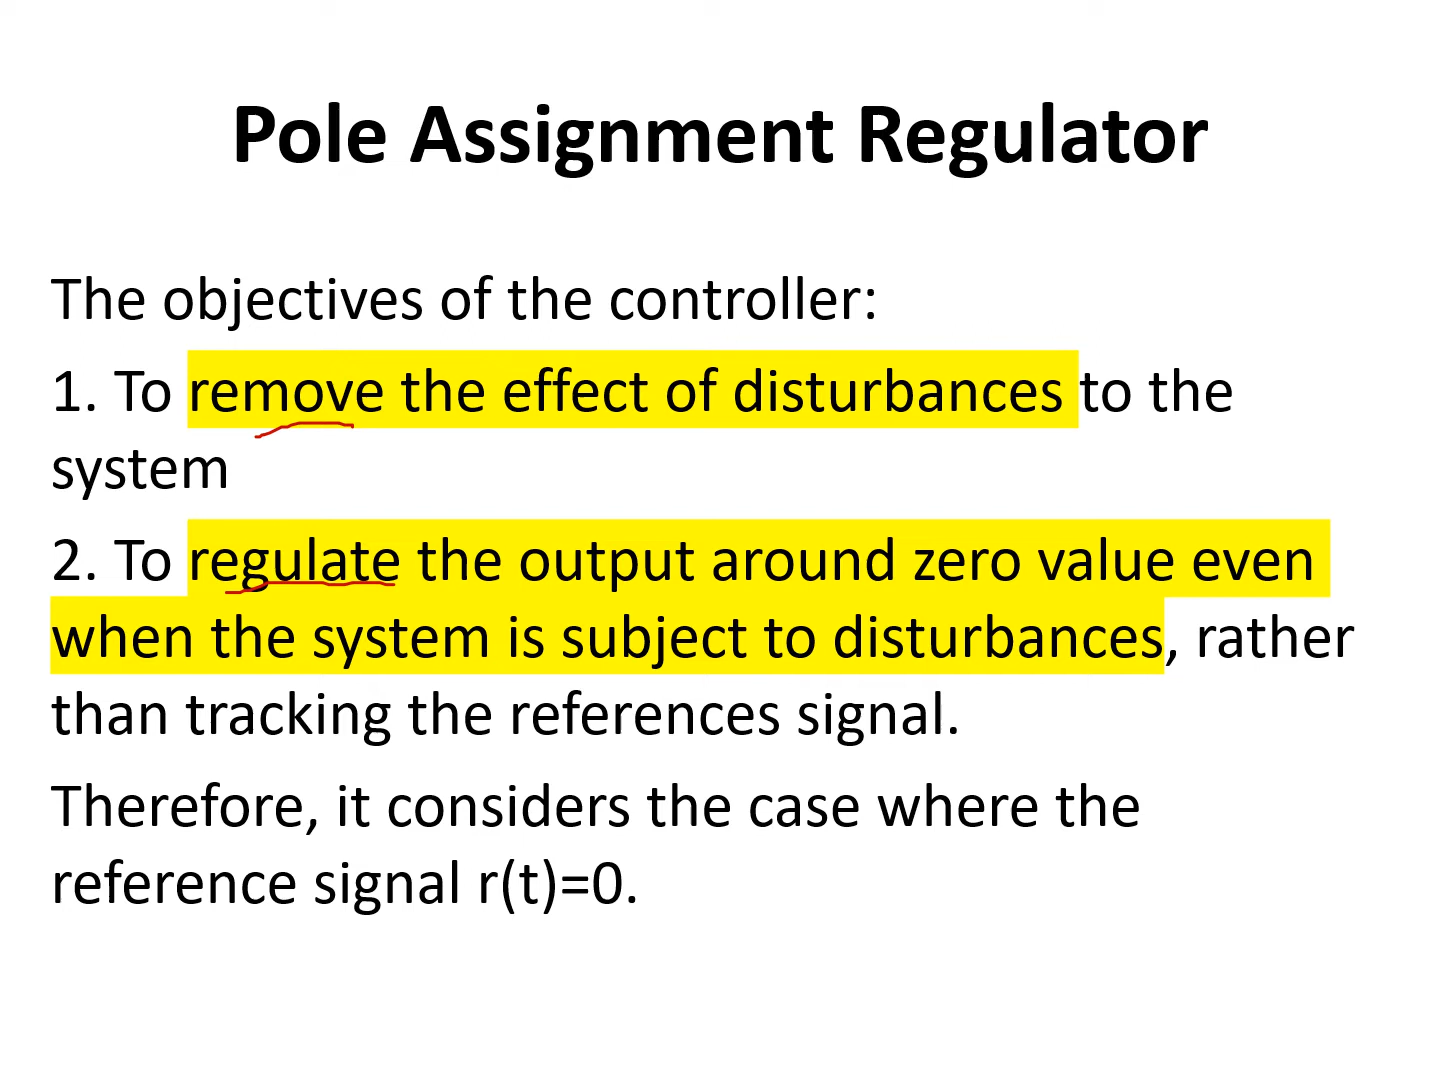 Pole Assignment Regulator
The objectives of the controller:
1. To remove the effect of disturbances to the
system
2. To regulate the output around zero value even
when the system is subject to disturbances, rather
than tracking the references signal.
Therefore, it considers the case where the
reference signal r(t)=0.